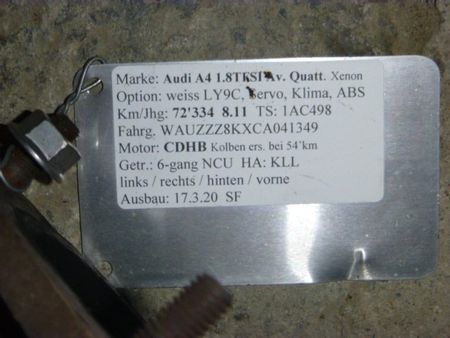 Marke: Audi A4 1.8TFSI Av. Quatt. Xenon
Option: weiss LY9C, Servo, Klima, ABS
Km/Jhg: 72'334 8.11 TS: 1AC498
Fahrg. WAUZZZ8KXCA041349
Motor: CDHB Kolben ers. bei 54`km
Getr.: 6-gang NCU HA: KLL
links / rechts / hinten / vorne
Ausbau: 17.3.20 SF